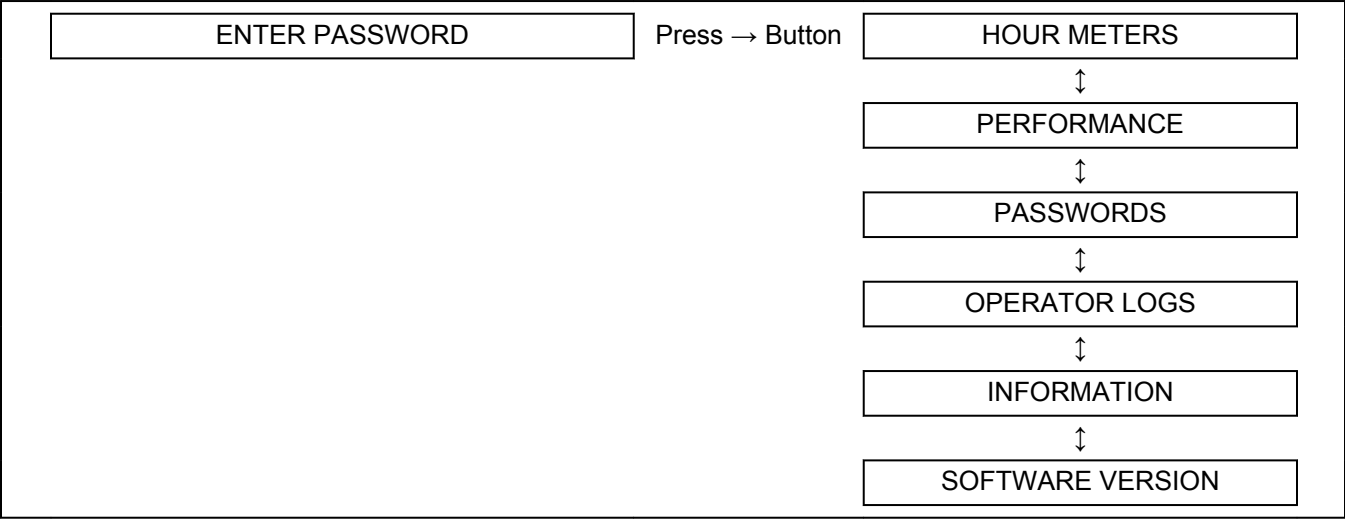 ENTER PASSWORD Press → Button HOUR METERS
↕
PERFORMANCE
↕
PASSWORDS
↕
OPERATOR LOGS
↕
INFORMATION
↕
SOFTWARE VERSION